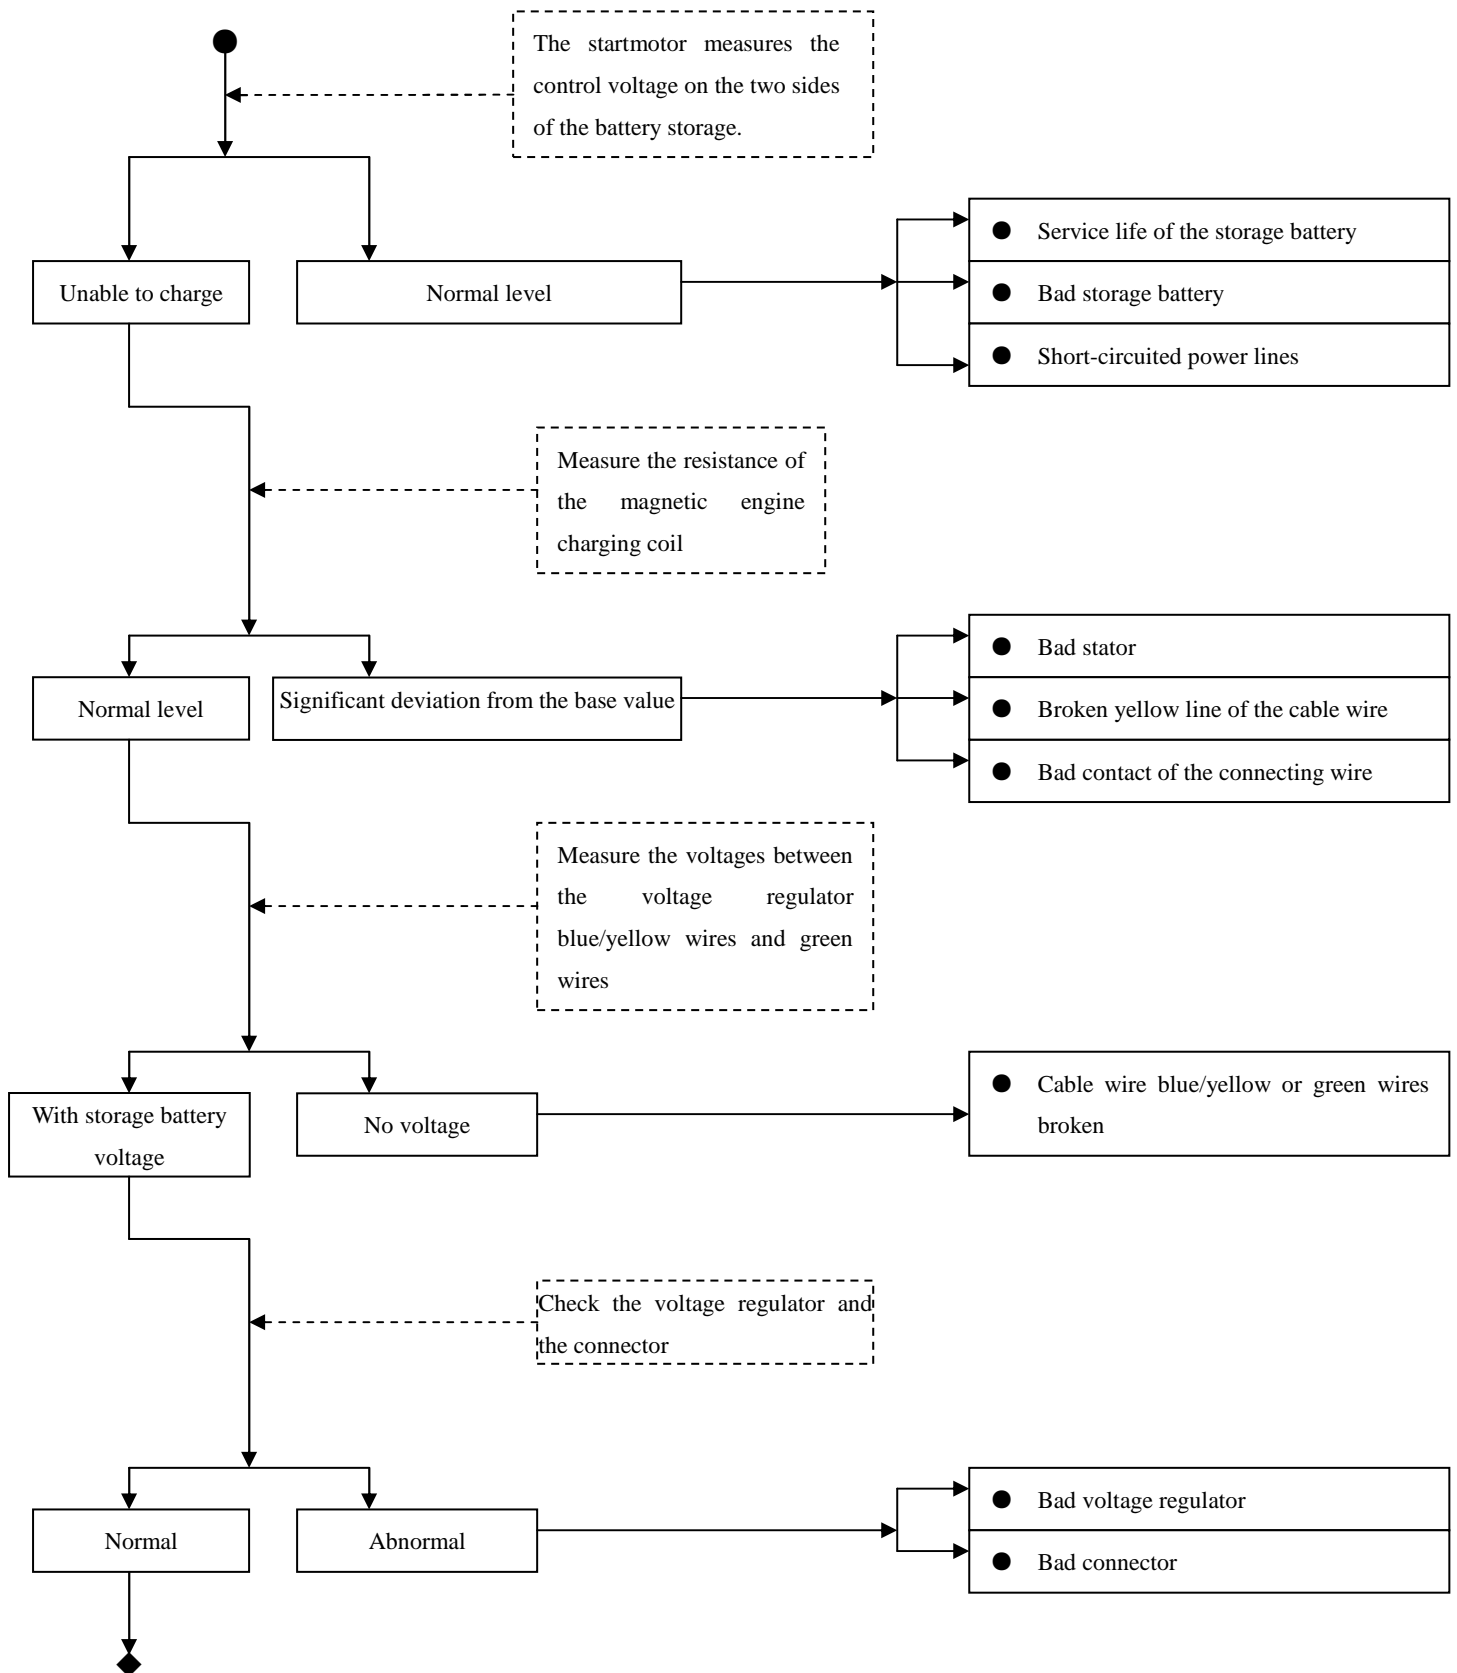 The startmotor measures the
control voltage on the two sides
of the battery storage.
Unable to charge
Normal level
● Service life of the storage battery
● Bad storage battery
● Short-circuited power lines
Measure the resistance of
the magnetic engine
charging coil
Normal level
Significant deviation from the base value
● Bad stator
● Broken yellow line of the cable wire
● Bad contact of the connecting wire
Measure the voltages between
the voltage regulator
blue/yellow wires and green
wires
With storage battery
voltage
No voltage
● Cable wire blue/yellow or green wires
broken
Check the voltage regulator and
the connector
Normal
Abnormal
● Bad voltage regulator
● Bad connector